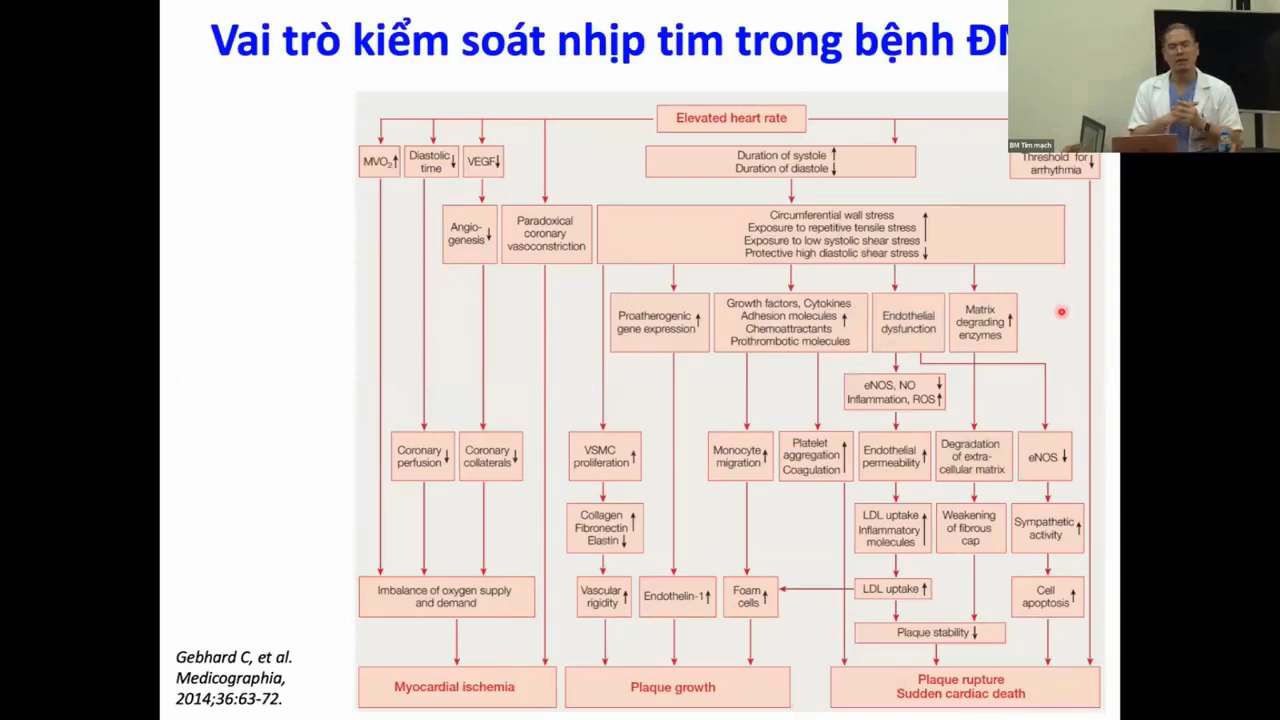 Vai trò kiểm soát nhịp tim trong bệnh
BM Tim mạch
Elevated heart rate
MVO₂↑
Diastolic
time ↓
VEGF↓
Duration of systole ↑
Duration of diastole ↓
Threshold for
arrhythmia ↓
Angio-
genesis ↓
Paradoxical
coronary
vasoconstriction
Circumferential wall stress
Exposure to repetitive tensile stress
Exposure to low systolic shear stress ↑
Protective high diastolic shear stress ↓
Proatherogenic
gene expression ↑
Growth factors, Cytokines
Adhesion molecules ↑
Chemoattractants
Prothrombotic molecules
Endothelial
dysfunction
Matrix
degrading ↑
enzymes
eNOS, NO ↓
Inflammation, ROS ↑
Coronary
perfusion ↓
Coronary
collaterals ↓
VSMC
proliferation ↑
Monocyte
migration ↑
Platelet
aggregation ↑
Coagulation
Endothelial
permeability ↑
Degradation
of extra-
cellular matrix
eNOS ↓
Collagen
Fibronectin ↑
Elastin ↓
LDL uptake
Inflammatory ↑
molecules
Weakening
of fibrous
cap
Sympathetic
activity ↑
Imbalance of oxygen supply
and demand
Vascular
rigidity ↑
Endothelin-1 ↑
Foam
cells ↑
LDL uptake ↑
Cell
apoptosis ↑
Plaque stability ↓
Myocardial ischemia
Plaque growth
Plaque rupture
Sudden cardiac death
Gebhard C, et al.
Medicographia,
2014;36:63-72.